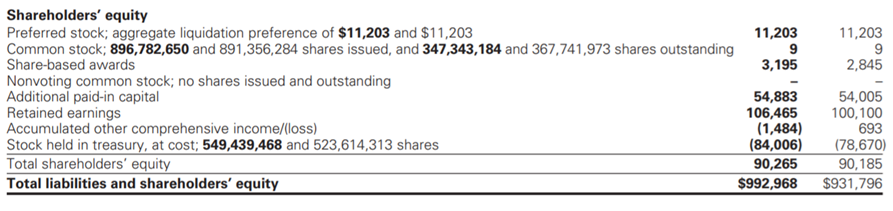 Shareholders' equity
Preferred stock; aggregate liquidation preference of $11,203 and $11,203 11,203 11,203
Common stock; 896,782,650 and 891,356,284 shares issued, and 347,343,184 and 367,741,973 shares outstanding 9 9
Share-based awards 3,195 2,845
Nonvoting common stock; no shares issued and outstanding – –
Additional paid-in capital 54,883 54,005
Retained earnings 106,465 100,100
Accumulated other comprehensive income/(loss) (1,484) 693
Stock held in treasury, at cost; 549,439,468 and 523,614,313 shares (84,006) (78,670)
Total shareholders' equity 90,265 90,185
Total liabilities and shareholders' equity $992,968 $931,796